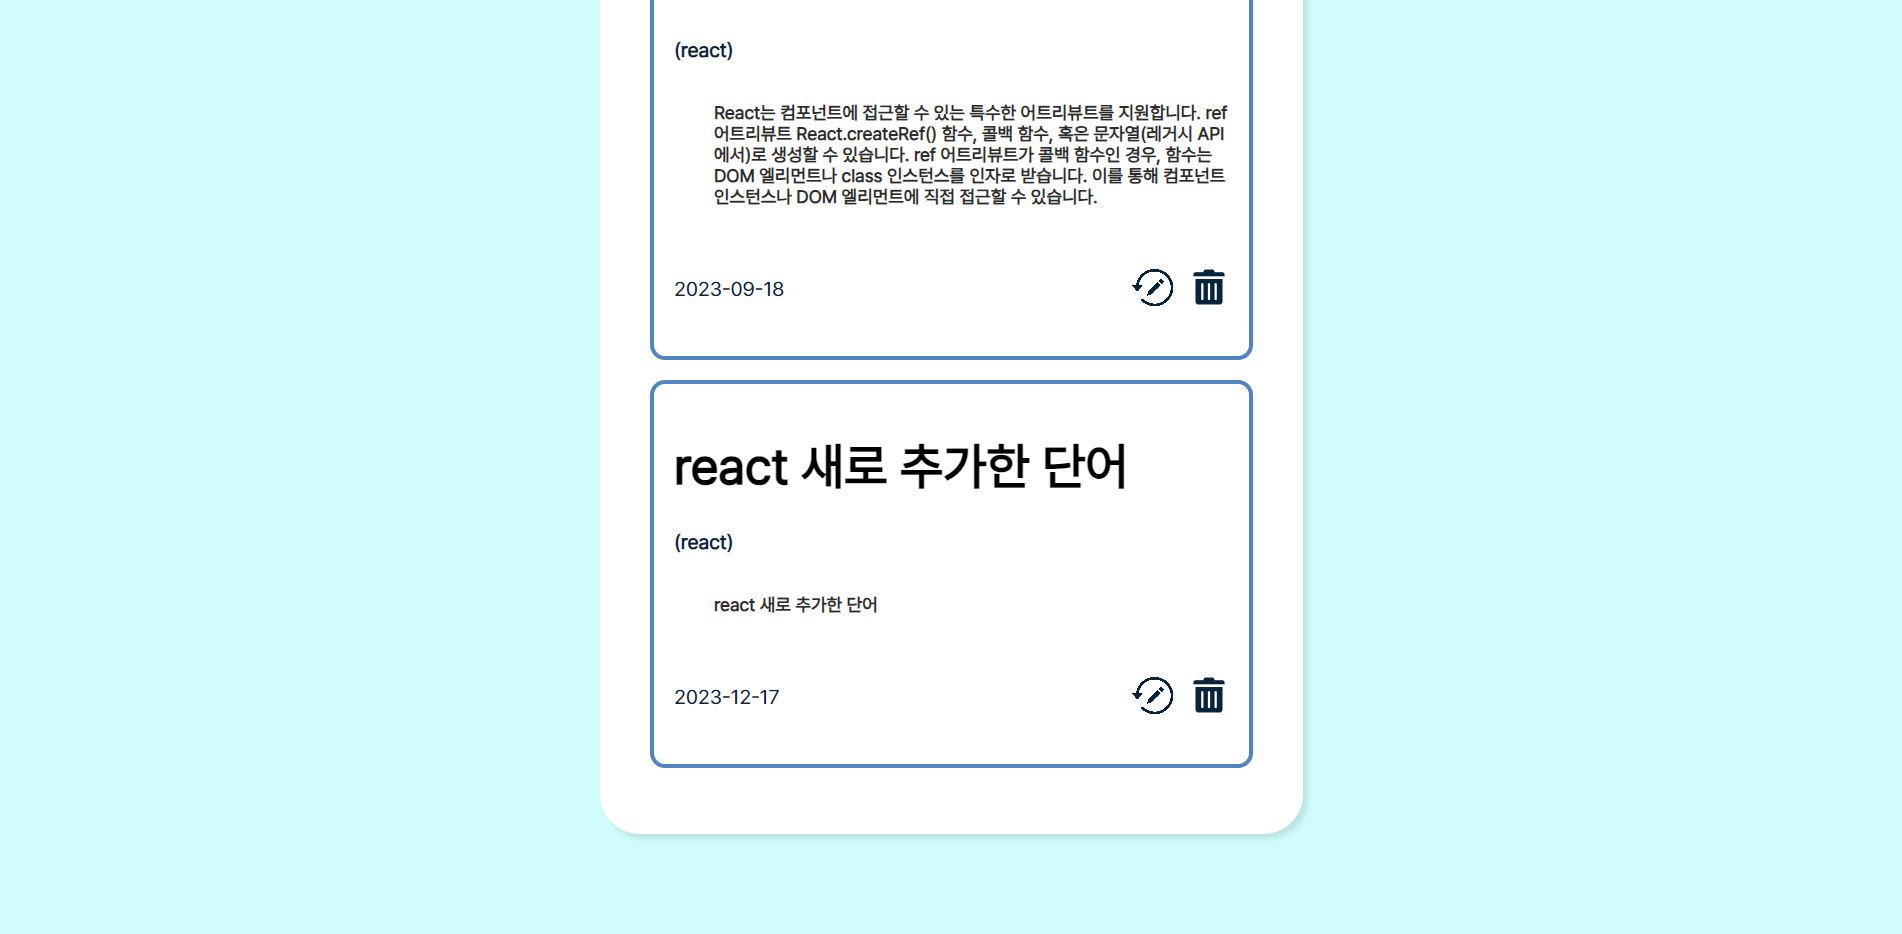 (react)
React는 컴포넌트에 접근할 수 있는 특수한 어트리뷰트를 지원합니다. ref
어트리뷰트 React.createRef() 함수, 콜백 함수, 혹은 문자열(레거시 API
에서)로 생성할 수 있습니다. ref 어트리뷰트가 콜백 함수인 경우, 함수는
DOM 엘리먼트나 class 인스턴스를 인자로 받습니다. 이를 통해 컴포넌트
인스턴스나 DOM 엘리먼트에 직접 접근할 수 있습니다.
2023-09-18
react 새로 추가한 단어
(react)
react 새로 추가한 단어
2023-12-17